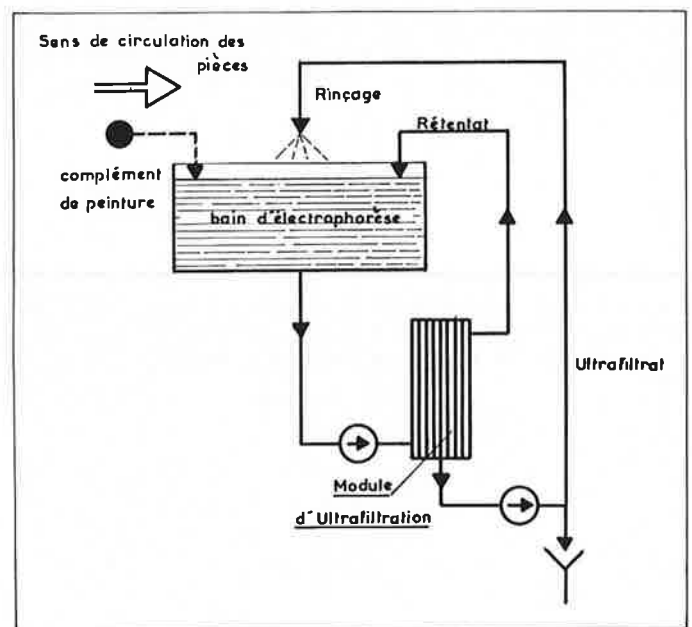 Sens de circulation des
pièces
Rinçage
Rétentat
complément
de peinture
bain d'électrophorèse
Ultrafiltrat
Module
d'Ultrafiltration